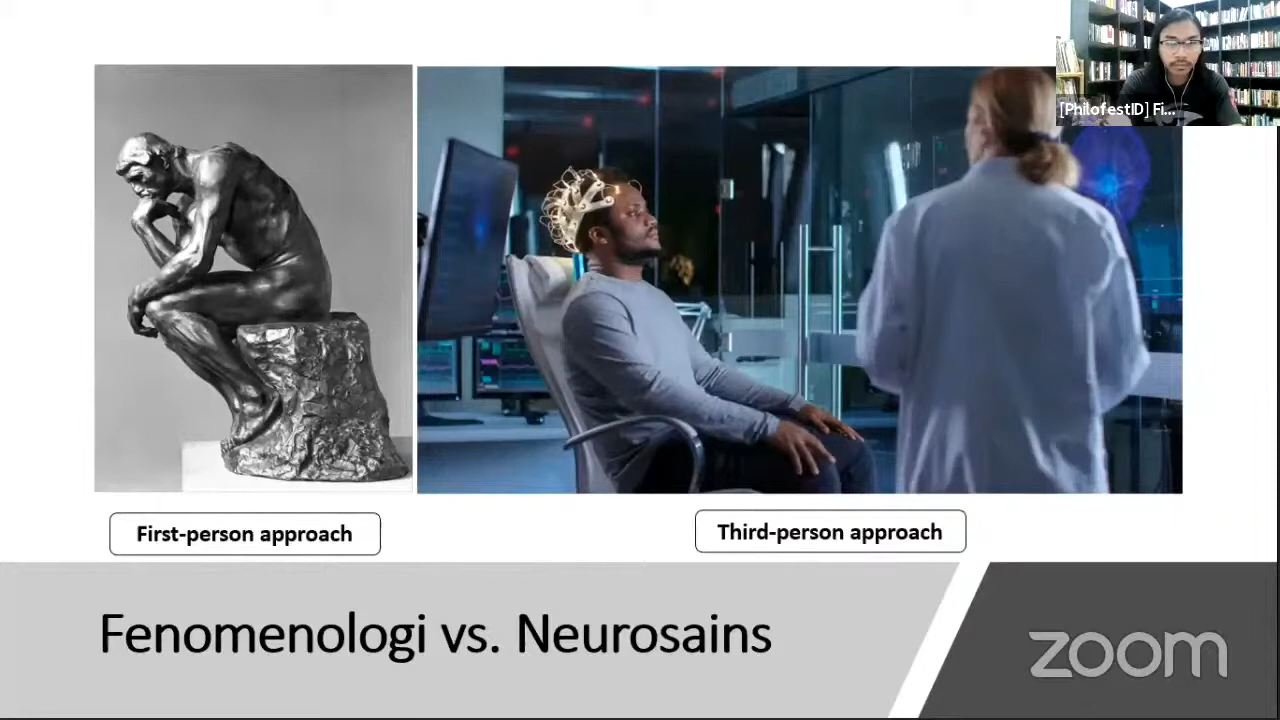 [PhilofestID] Fi...
First-person approach
Third-person approach
Fenomenologi vs. Neurosains
zoom